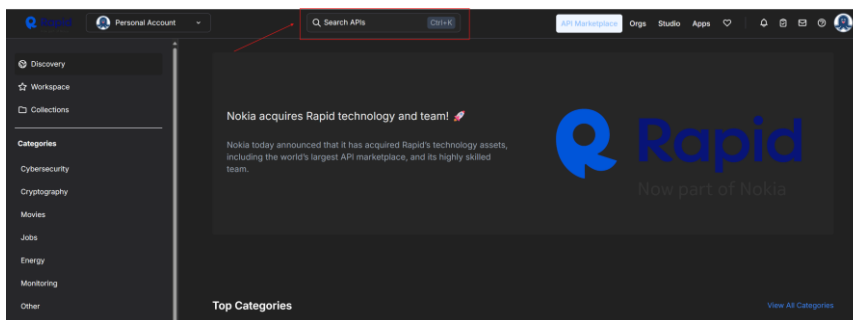 Rapid
Personal Account
Search APIs
Ctrl+K
API Marketplace
Orgs
Studio
Apps
Discovery
Workspace
Collections
Categories
Cybersecurity
Cryptography
Movies
Jobs
Energy
Monitoring
Other
Nokia acquires Rapid technology and team! 🚀
Nokia today announced that it has acquired Rapid's technology assets,
including the world's largest API marketplace, and its highly skilled
team.
Rapid
Now part of Nokia
Top Categories
View All Categories